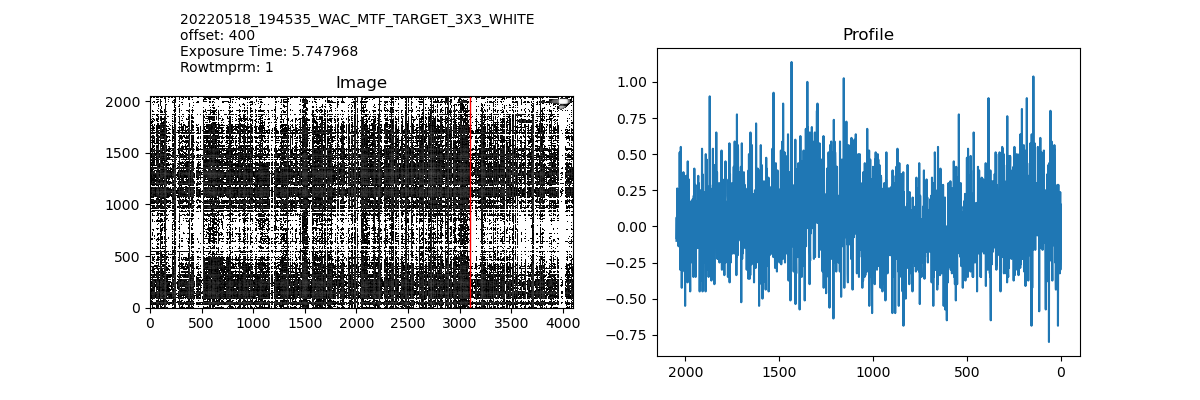 20220518_194535_WAC_MTF_TARGET_3X3_WHITE
offset: 400
Exposure Time: 5.747968
Rowtmprm: 1
Image
2000
1500
1000
500
0
0 500 1000 1500 2000 2500 3000 3500 4000
Profile
1.00
0.75
0.50
0.25
0.00
−0.25
−0.50
−0.75
2000 1500 1000 500 0